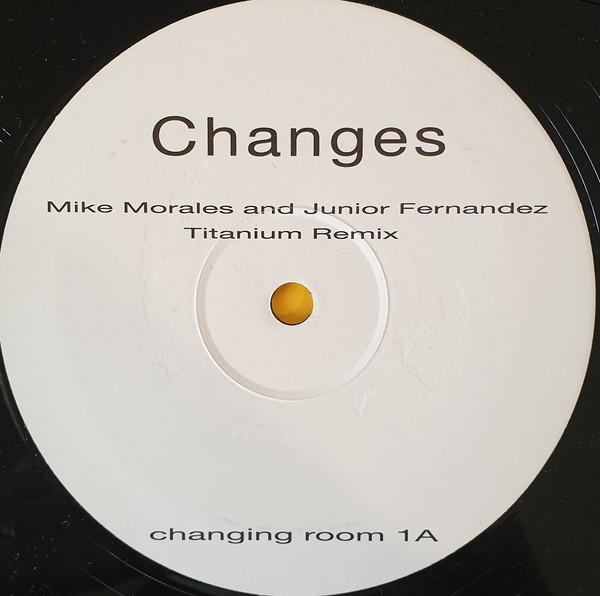 Changes
Mike Morales and Junior Fernandez
Titanium Remix
changing room 1A